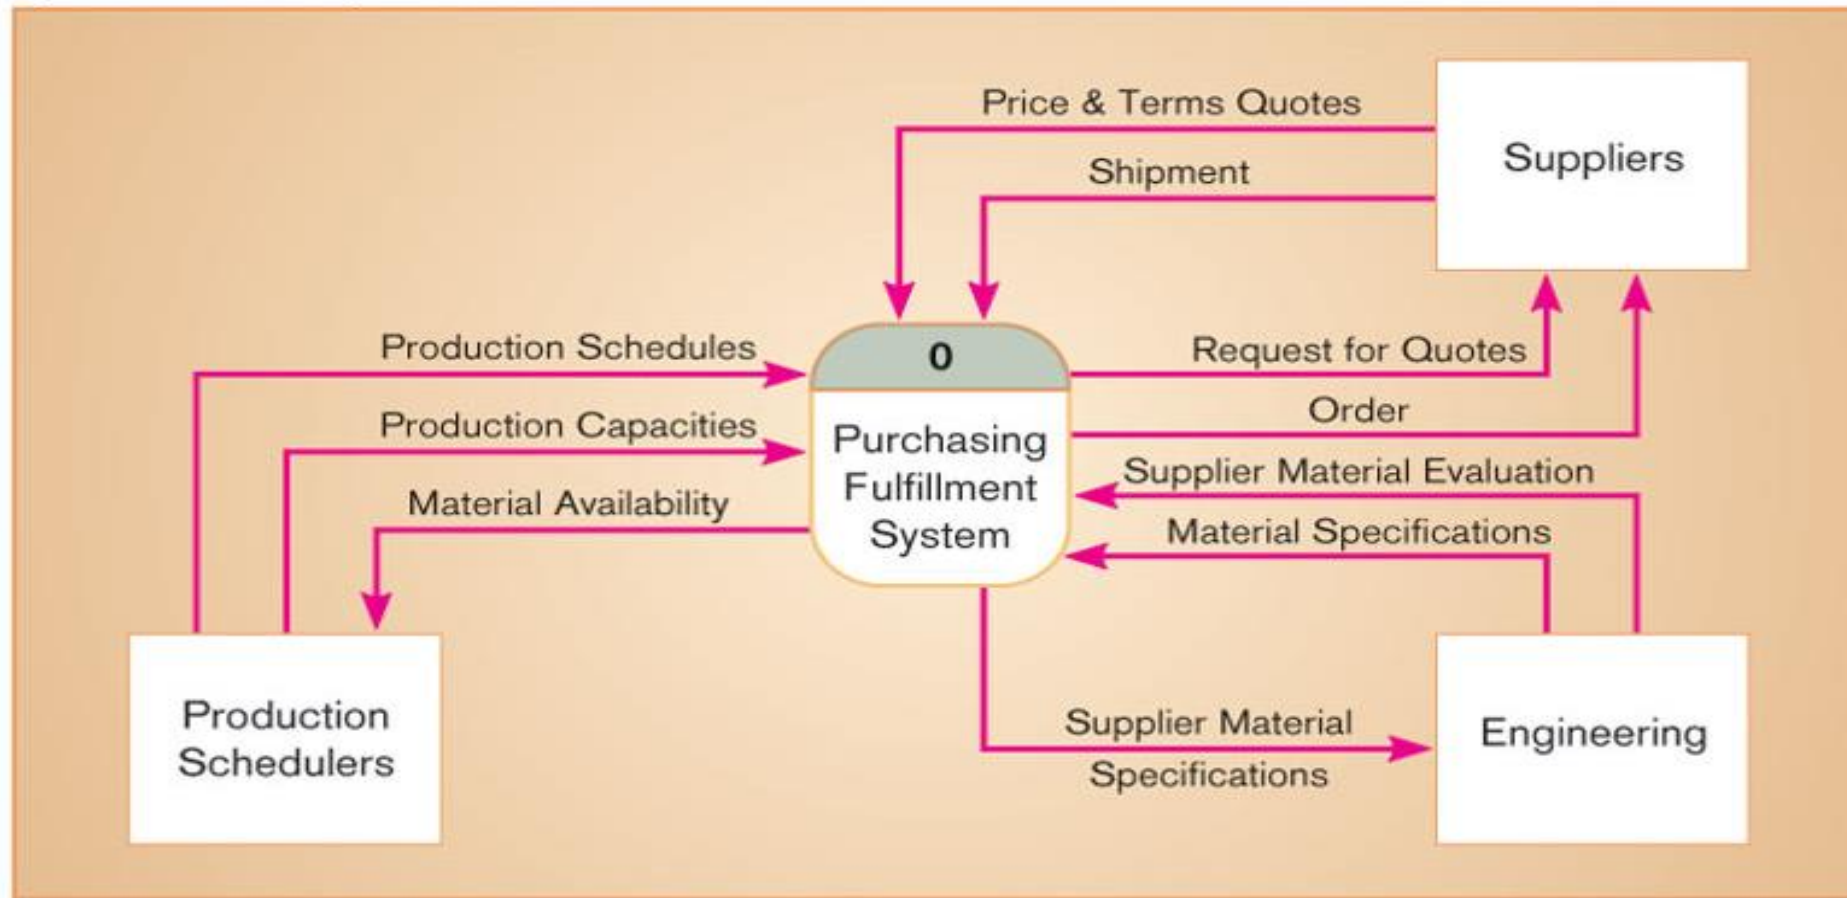 Price & Terms Quotes
Shipment
Suppliers
Production Schedules
0
Request for Quotes
Production Capacities
Order
Purchasing
Fulfillment
System
Supplier Material Evaluation
Material Availability
Material Specifications
Production
Schedulers
Supplier Material
Specifications
Engineering